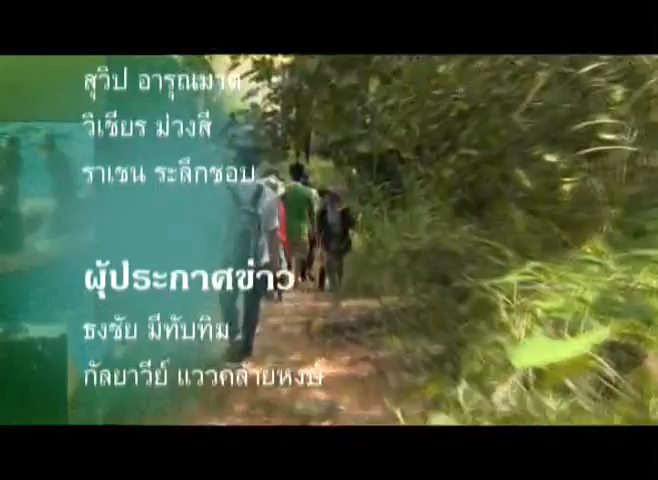 สุวิป อารุณมาต
วิเชียร ม่วงสี
ราเชน ระลึกชอบ
ผู้ประกาศข่าว
ธงชัย มีทับทิม
กัลยาวีย์ แววคล้ายหงษ์